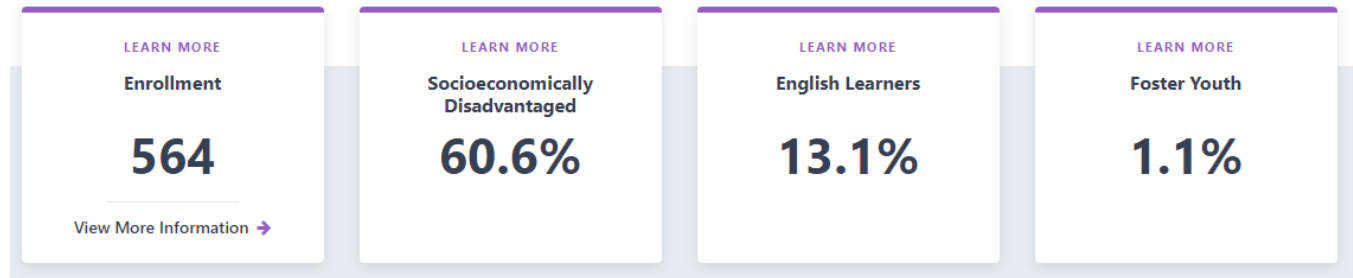 LEARN MORE
Enrollment
564
View More Information
LEARN MORE
Socioeconomically
Disadvantaged
60.6%
LEARN MORE
English Learners
13.1%
LEARN MORE
Foster Youth
1.1%